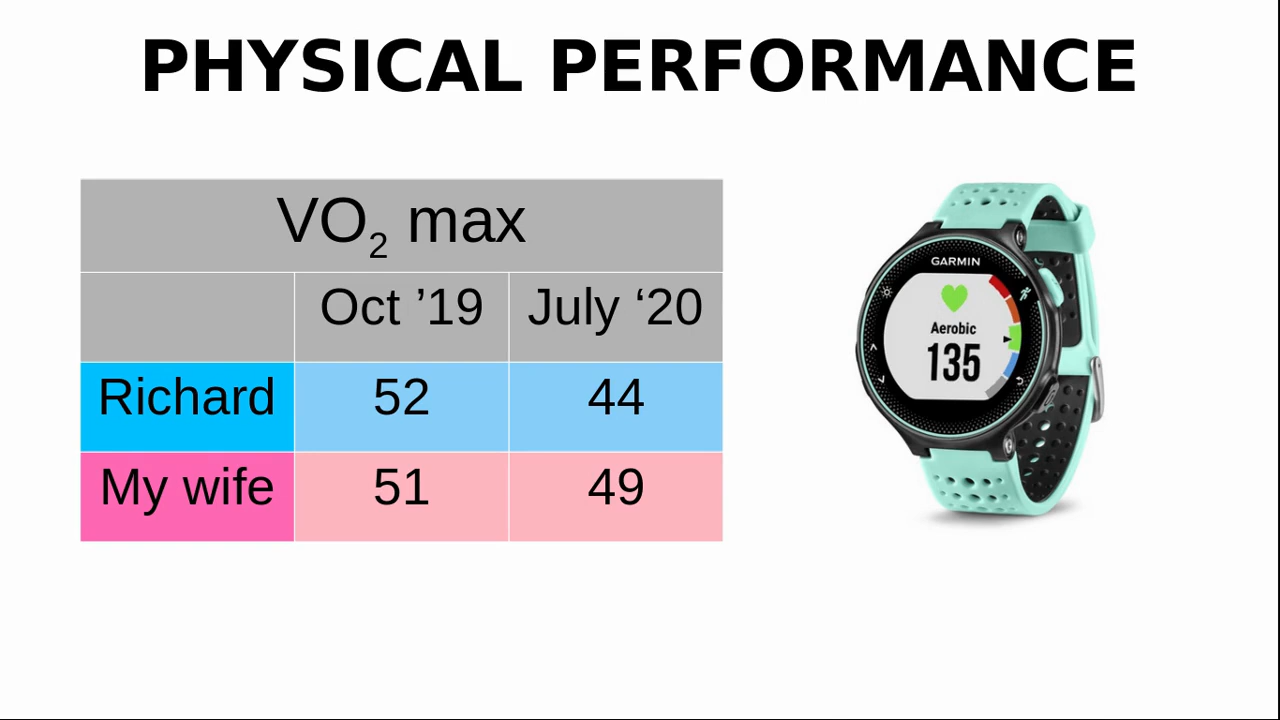 PHYSICAL PERFORMANCE
VO₂ max
Oct ’19 July ‘20
Richard 52 44
My wife 51 49
GARMIN
Aerobic
135